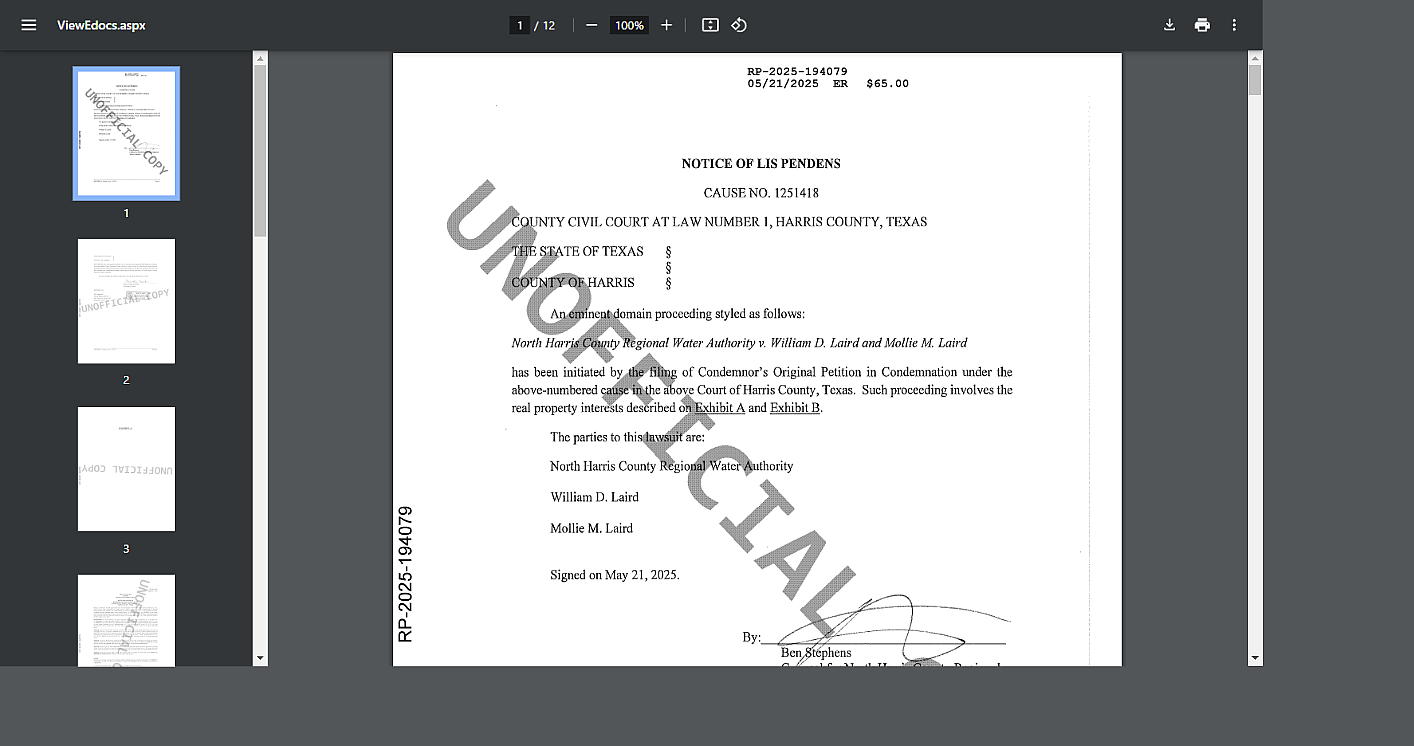 ViewEdocs.aspx
1 / 12
100%
RP-2025-194079
05/21/2025 ER $65.00
NOTICE OF LIS PENDENS
CAUSE NO. 1251418
COUNTY CIVIL COURT AT LAW NUMBER 1, HARRIS COUNTY, TEXAS
THE STATE OF TEXAS §
§
COUNTY OF HARRIS §
An eminent domain proceeding styled as follows:
North Harris County Regional Water Authority v. William D. Laird and Mollie M. Laird
has been initiated by the filing of Condemnor's Original Petition in Condemnation under the
above-numbered cause in the above Court of Harris County, Texas. Such proceeding involves the
real property interests described on Exhibit A and Exhibit B.
The parties to this lawsuit are:
North Harris County Regional Water Authority
William D. Laird
Mollie M. Laird
Signed on May 21, 2025.
By:
Ben Stephens
RP-2025-194079
UNOFFICIAL
UNOFFICIAL COPY
1
UNOFFICIAL COPY
2
UNOFFICIAL COPY
3